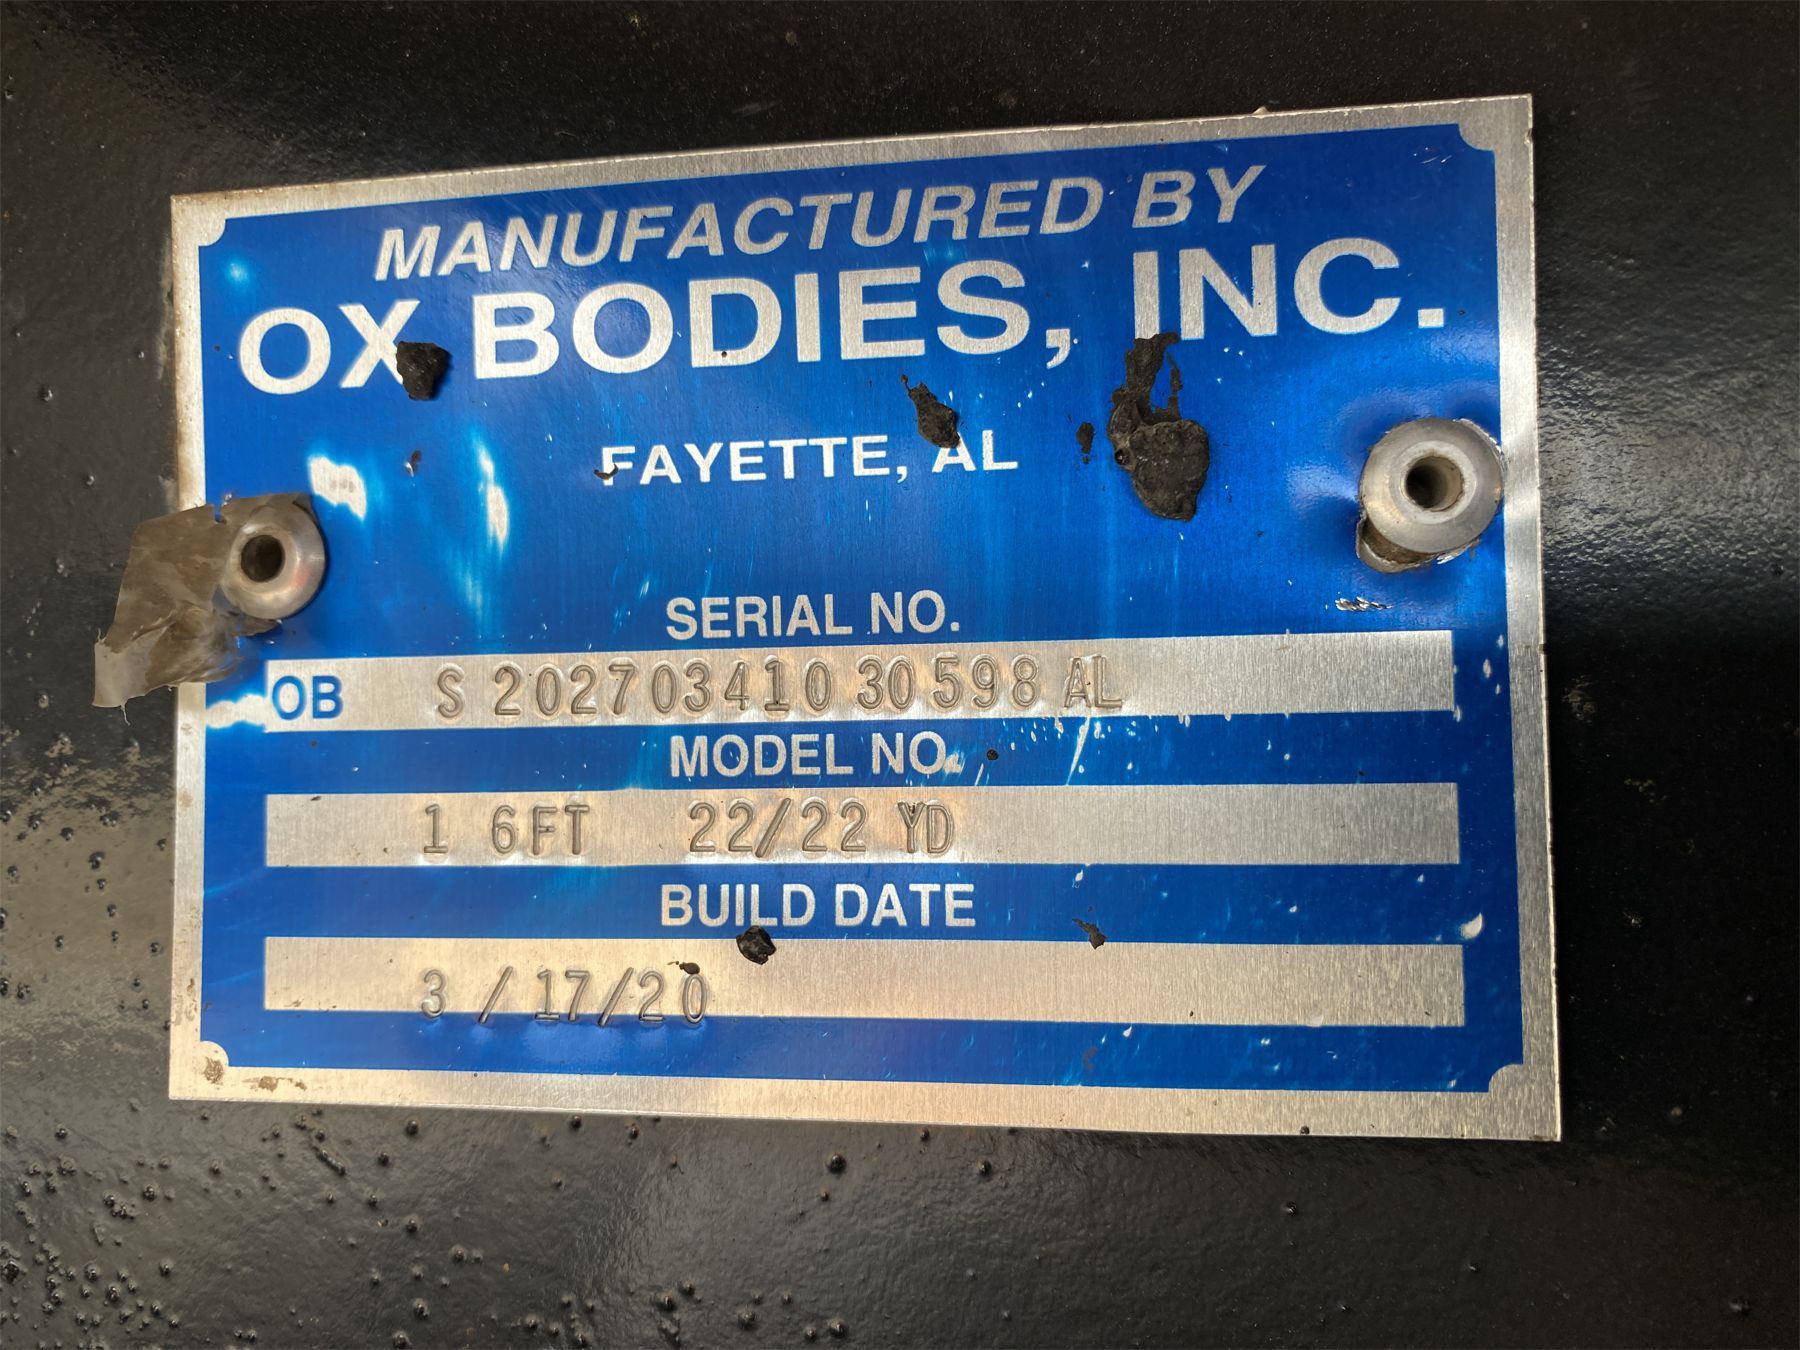 MANUFACTURED BY
OX BODIES, INC.
FAYETTE, AL
SERIAL NO.
OB S 202703410 30598 AL
MODEL NO.
1 6FT 22/22 YD
BUILD DATE
3 / 17/20